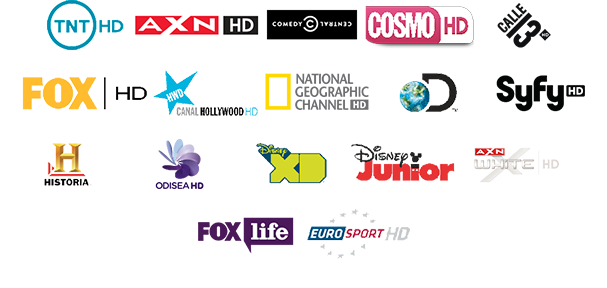 TNT HD
AXN HD
COMEDY CENTRAL
COSMO HD
CALLE 13 HD
FOX HD
HWD
CANAL HOLLYWOOD HD
NATIONAL
GEOGRAPHIC
CHANNEL HD
D
Syfy HD
H
HISTORIA
ODISEA HD
Disney
XD
Disney
Junior
AXN
WHITE HD
FOX life
EUROSPORT HD